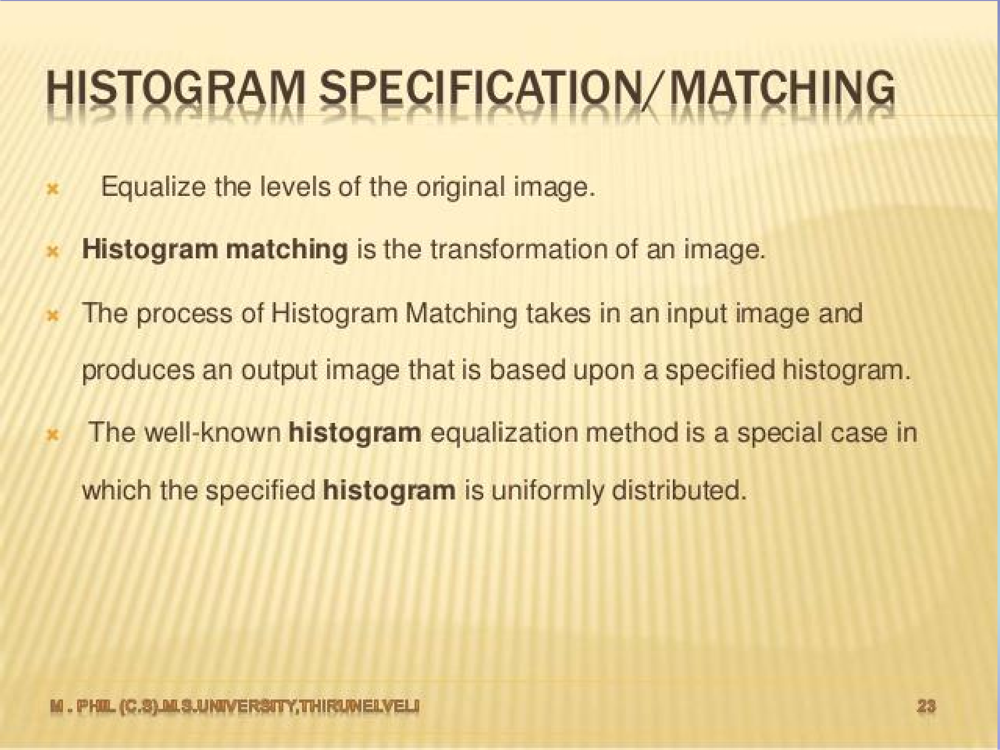 HISTOGRAM SPECIFICATION/MATCHING
Equalize the levels of the original image.
Histogram matching is the transformation of an image.
The process of Histogram Matching takes in an input image and
produces an output image that is based upon a specified histogram.
The well-known histogram equalization method is a special case in
which the specified histogram is uniformly distributed.
M . PHIL (C.S).M.S.UNIVERSITY,THIRUNELVELI
23